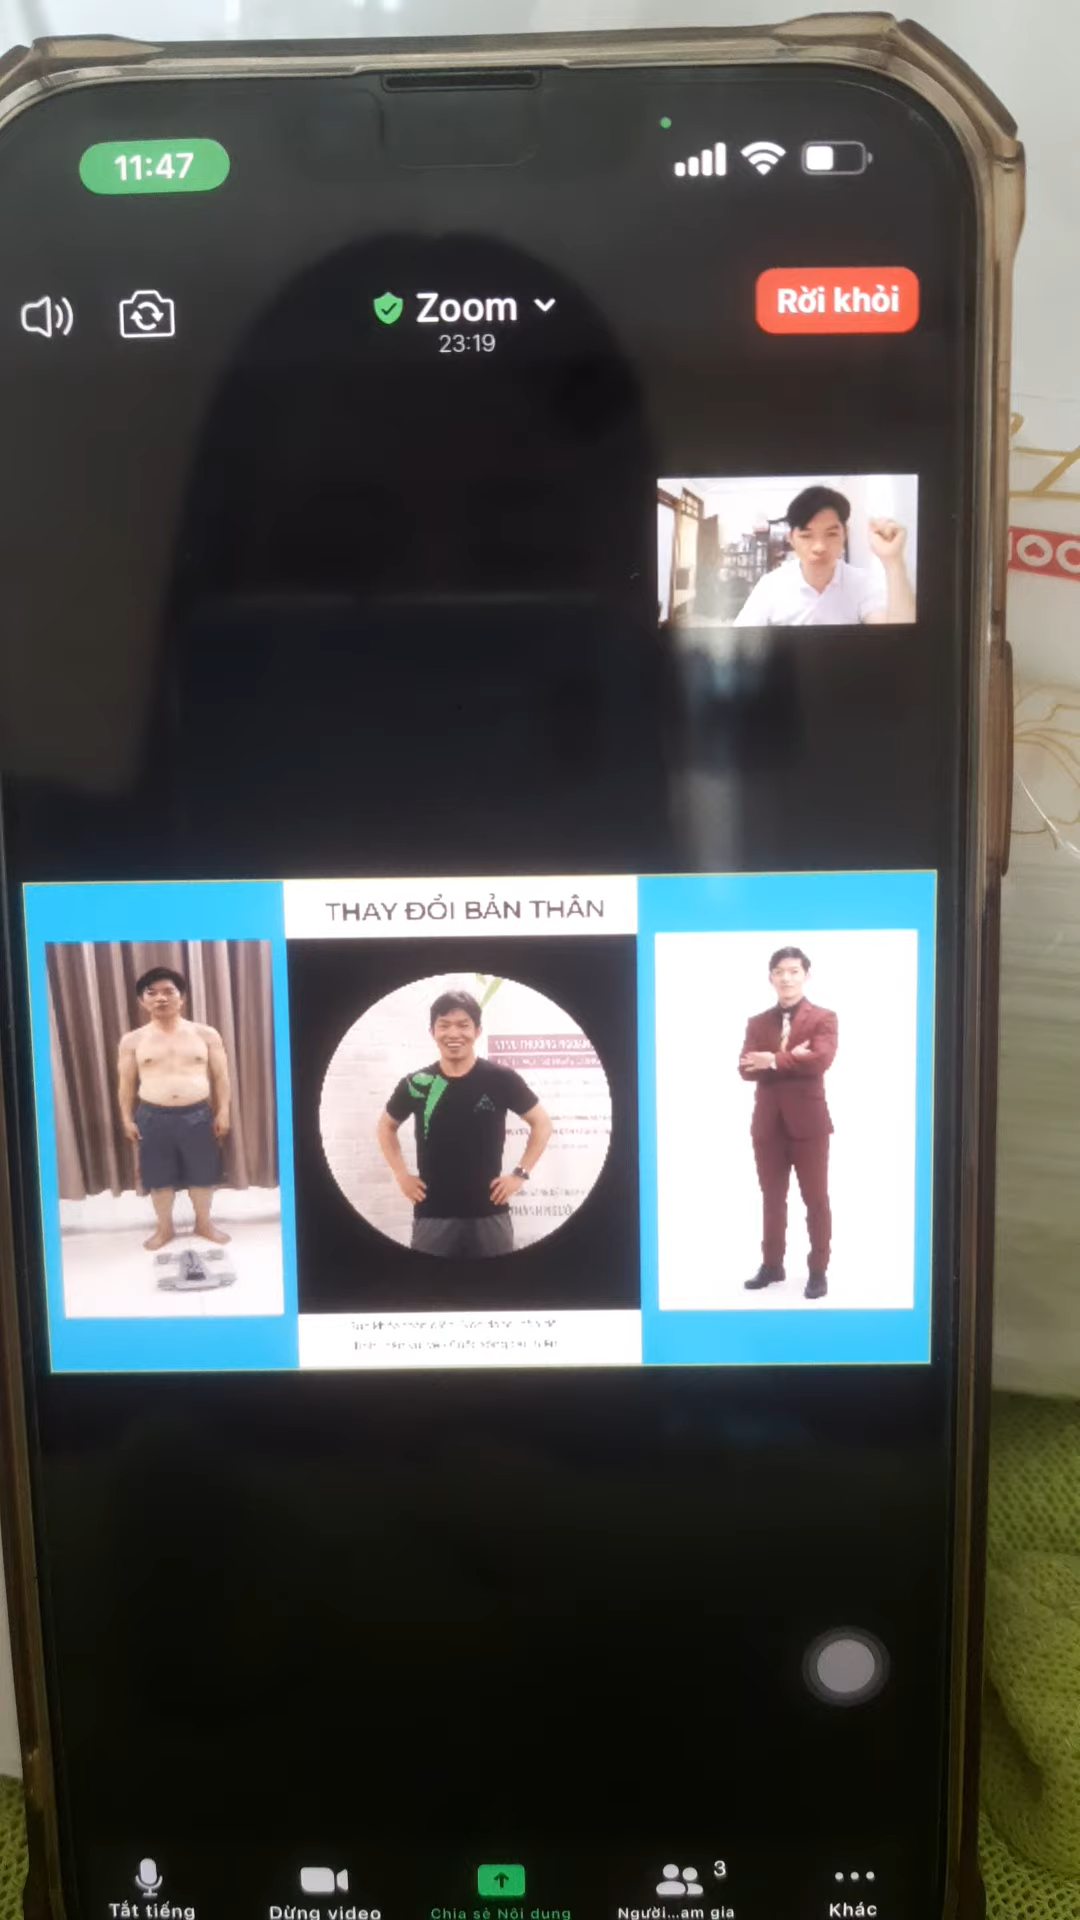 11:47
Zoom
23:19
Rời khỏi
THAY ĐỔI BẢN THÂN
Tắt tiếng
Dừng video
Chia sẻ Nội dung
Người...am gia
3
Khác